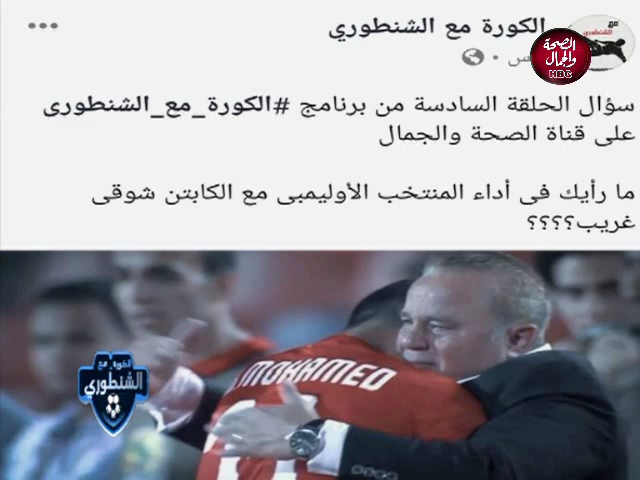 الكورة مع الشنطوري
الصحة
والجمال
HBC
سؤال الحلقة السادسة من برنامج #الكورة_مع_الشنطورى
على قناة الصحة والجمال
ما رأيك فى أداء المنتخب الأوليمبى مع الكابتن شوقى
غريب؟؟؟؟
MOHAMED
الكورة مع
الشنطوري